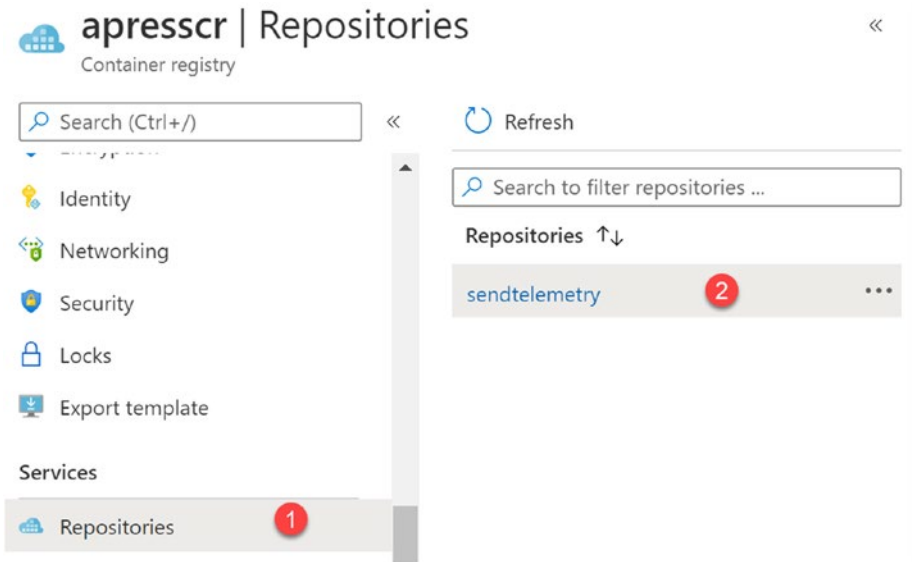 apresscr | Repositories
Container registry
«
Search (Ctrl+/)
«
Identity
Networking
Security
Locks
Export template
Services
Repositories
1
Refresh
Search to filter repositories ...
Repositories ↑↓
sendtelemetry
2
...